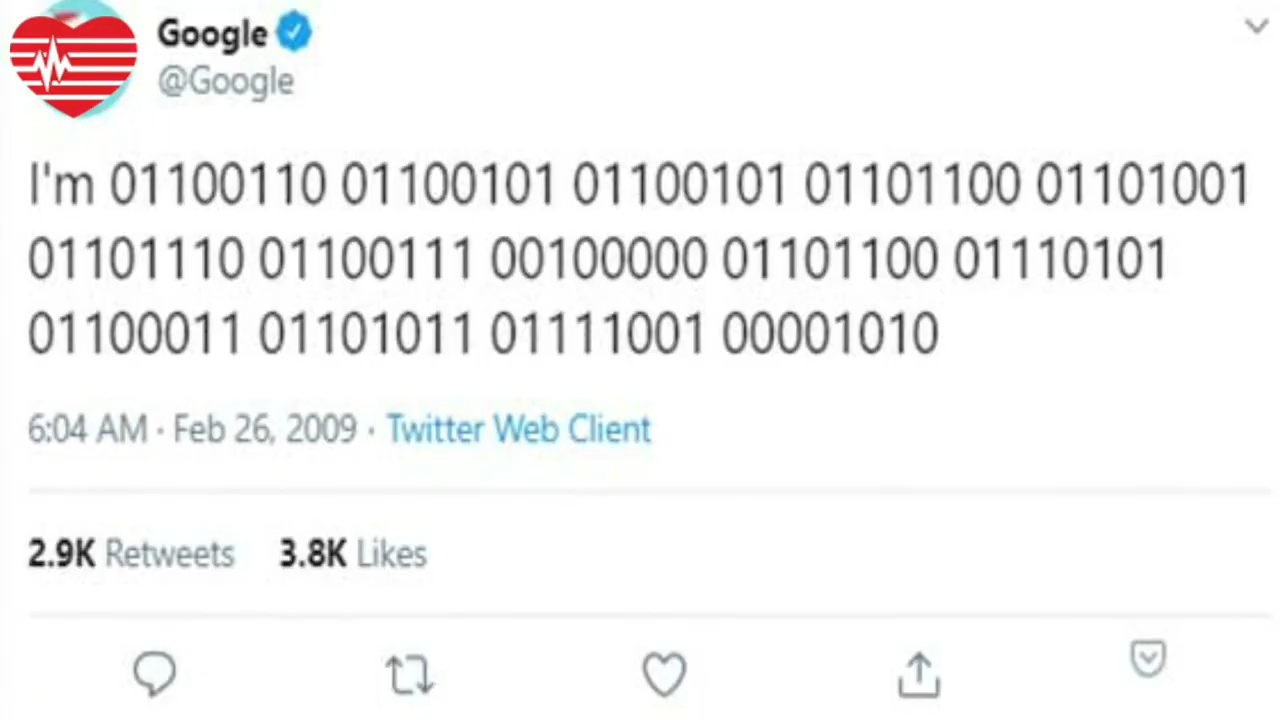 Google
@Google
I'm 01100110 01100101 01100101 01101100 01101001
01101110 01100111 00100000 01101100 01110101
01100011 01101011 01111001 00001010
6:04 AM · Feb 26, 2009 · Twitter Web Client
2.9K Retweets 3.8K Likes